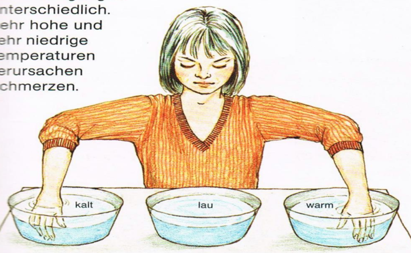 nterschiedlich.
ehr hohe und
ehr niedrige
emperaturen
erursachen
chmerzen.
kalt
lau
warm